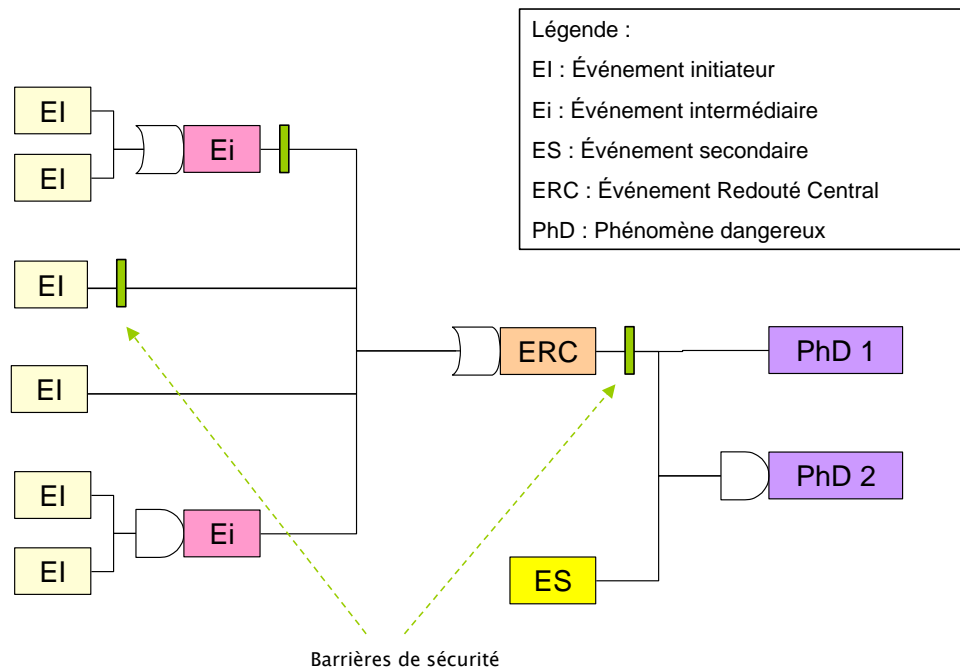 Légende :
EI : Événement initiateur
Ei : Événement intermédiaire
ES : Événement secondaire
ERC : Événement Redouté Central
PhD : Phénomène dangereux
EI
EI
Ei
EI
EI
EI
EI
Ei
ERC
PhD 1
PhD 2
ES
Barrières de sécurité